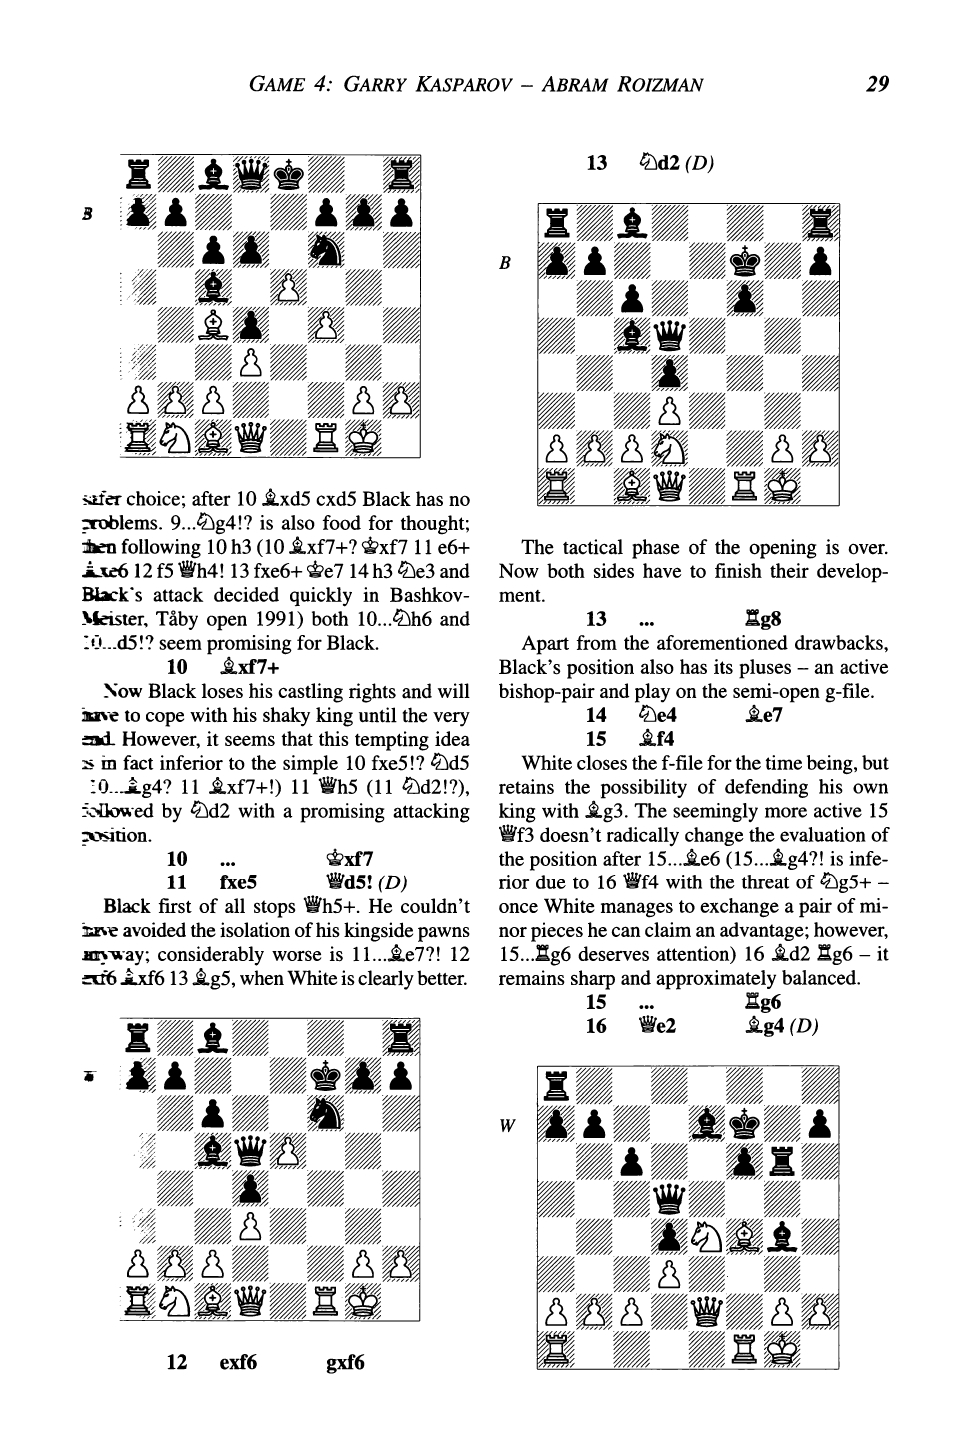 GAME 4: GARRY KASPAROV – ABRAM ROIZMAN 29
B
safer choice; after 10 ♗xd5 cxd5 Black has no
problems. 9...♘g4!? is also food for thought;
then following 10 h3 (10 ♗xf7+? ♔xf7 11 e6+
♗xe6 12 f5 ♕h4! 13 fxe6+ ♔e7 14 h3 ♘e3 and
Black's attack decided quickly in Bashkov-
Meister, Tåby open 1991) both 10...♘h6 and
10...d5!? seem promising for Black.
10 ♗xf7+
Now Black loses his castling rights and will
have to cope with his shaky king until the very
end. However, it seems that this tempting idea
is in fact inferior to the simple 10 fxe5!? ♘d5
10...♗g4? 11 ♗xf7+!) 11 ♕h5 (11 ♘d2!?),
followed by ♘d2 with a promising attacking
position.
10 ... ♔xf7
11 fxe5 ♕d5! (D)
Black first of all stops ♕h5+. He couldn't
have avoided the isolation of his kingside pawns
anyway; considerably worse is 11...♗e7?! 12
exf6 ♗xf6 13 ♗g5, when White is clearly better.
12 exf6 gxf6
13 ♘d2 (D)
B
The tactical phase of the opening is over.
Now both sides have to finish their develop-
ment.
13 ... ♖g8
Apart from the aforementioned drawbacks,
Black's position also has its pluses – an active
bishop-pair and play on the semi-open g-file.
14 ♘e4 ♗e7
15 ♗f4
White closes the f-file for the time being, but
retains the possibility of defending his own
king with ♗g3. The seemingly more active 15
♕f3 doesn't radically change the evaluation of
the position after 15...♗e6 (15...♗g4?! is infe-
rior due to 16 ♕f4 with the threat of ♘g5+ –
once White manages to exchange a pair of mi-
nor pieces he can claim an advantage; however,
15...♖g6 deserves attention) 16 ♗d2 ♖g6 – it
remains sharp and approximately balanced.
15 ... ♖g6
16 ♕e2 ♗g4 (D)
W